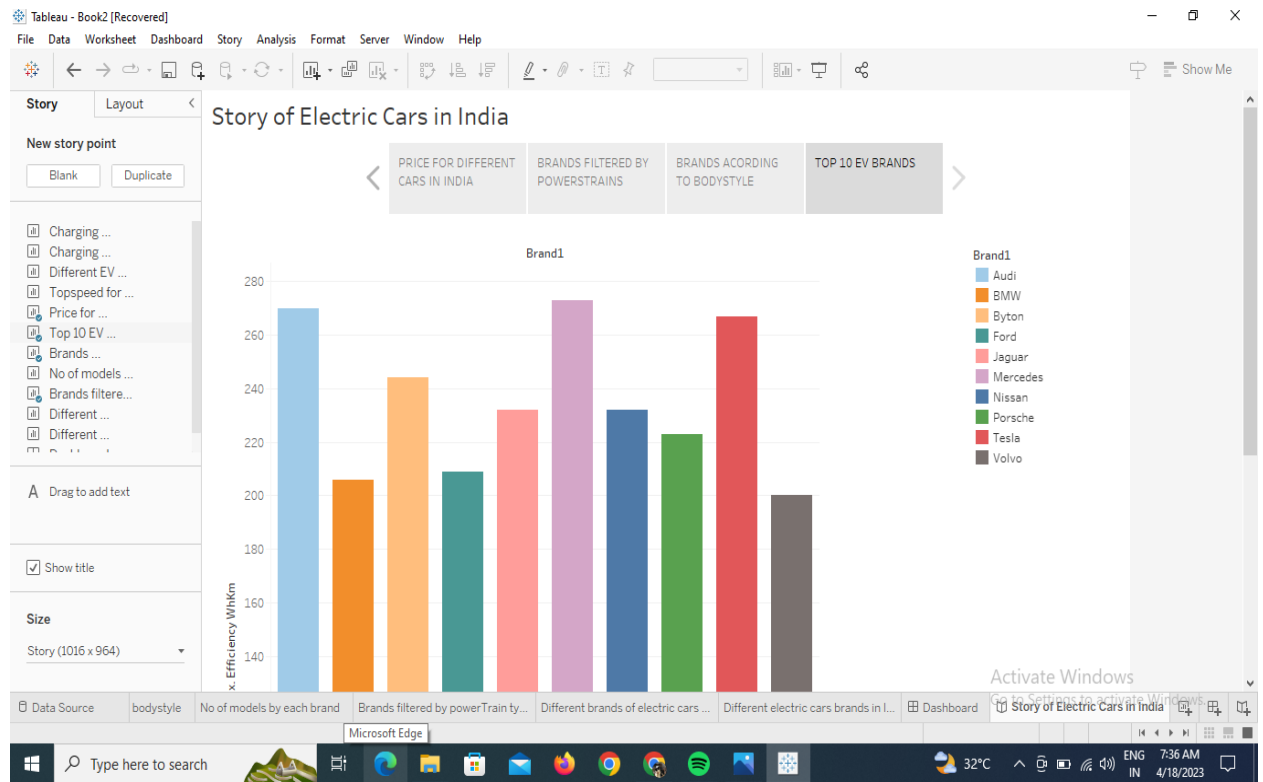 Tableau - Book2 [Recovered]
File Data Worksheet Dashboard Story Analysis Format Server Window Help
Show Me
Story Layout
New story point
Blank Duplicate
Charging ...
Charging ...
Different EV ...
Topspeed for ...
Price for ...
Top 10 EV ...
Brands ...
No of models ...
Brands filtere...
Different ...
Different ...
A Drag to add text
Show title
Size
Story (1016 x 964)
Story of Electric Cars in India
PRICE FOR DIFFERENT
CARS IN INDIA
BRANDS FILTERED BY
POWERSTRAINS
BRANDS ACORDING
TO BODYSTYLE
TOP 10 EV BRANDS
Brand1
280
260
240
220
200
180
160
140
x. Efficiency WhKm
Brand1
Audi
BMW
Byton
Ford
Jaguar
Mercedes
Nissan
Porsche
Tesla
Volvo
Activate Windows
Go to Settings to activate Windows.
Data Source bodystyle No of models by each brand Brands filtered by powerTrain ty... Different brands of electric cars ... Different electric cars brands in I... Dashboard Story of Electric Cars in India
Microsoft Edge
Type here to search
32°C
ENG
IN
7:36 AM
4/18/2023